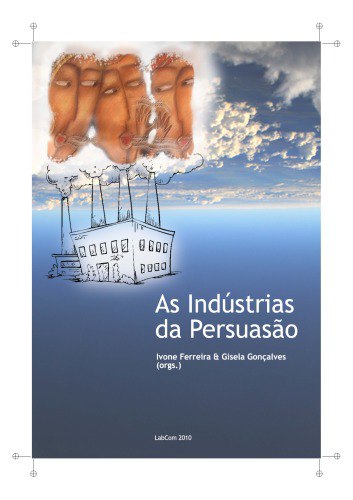 As Indústrias
da Persuasão
Ivone Ferreira & Gisela Gonçalves
(orgs.)
LabCom 2010